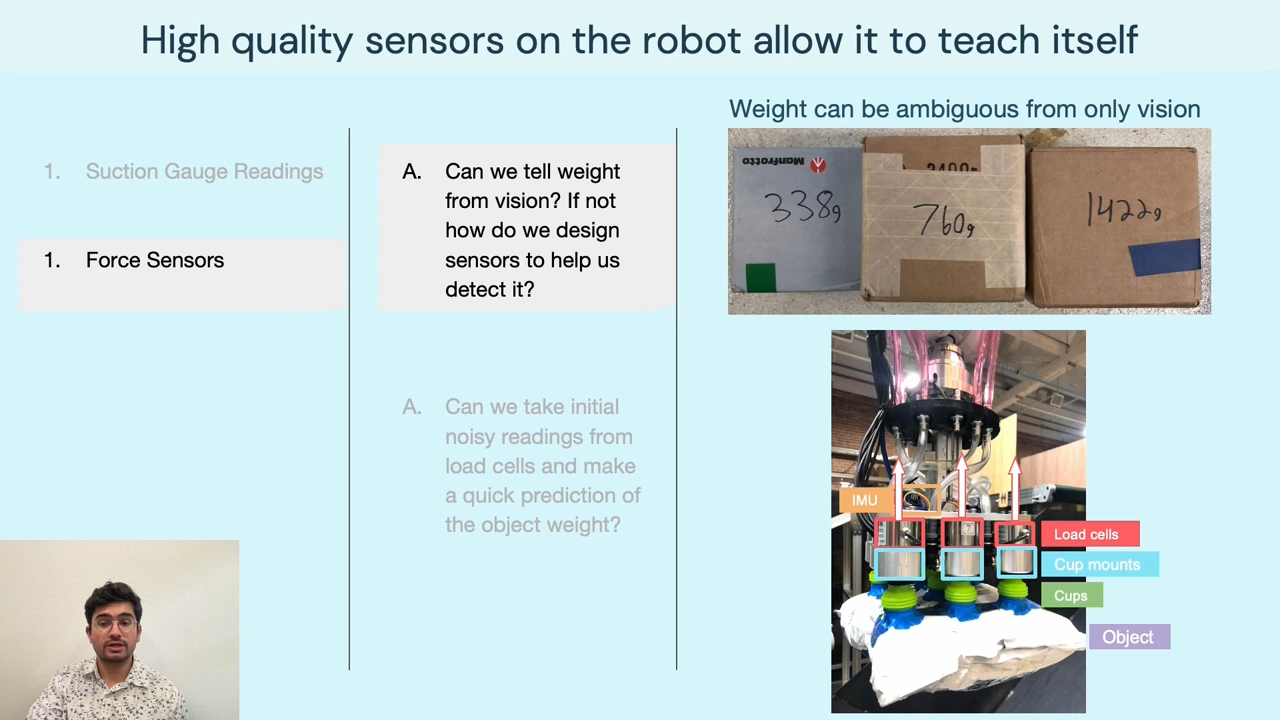 High quality sensors on the robot allow it to teach itself
1. Suction Gauge Readings
1. Force Sensors
A. Can we tell weight
from vision? If not
how do we design
sensors to help us
detect it?
A. Can we take initial
noisy readings from
load cells and make
a quick prediction of
the object weight?
Weight can be ambiguous from only vision
Manfrotto
338g
760g
1422g
IMU
Load cells
Cup mounts
Cups
Object